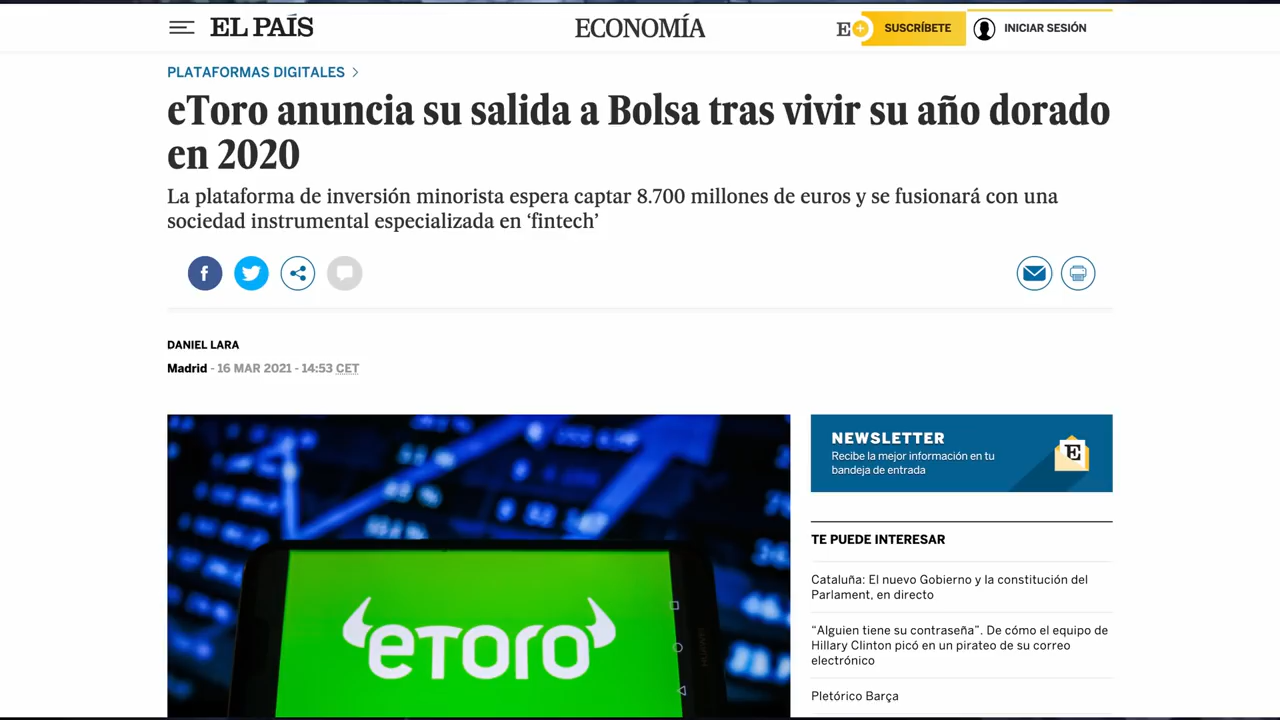 EL PAÍS
ECONOMÍA
E+
SUSCRÍBETE
INICIAR SESIÓN
PLATAFORMAS DIGITALES
eToro anuncia su salida a Bolsa tras vivir su año dorado
en 2020
La plataforma de inversión minorista espera captar 8.700 millones de euros y se fusionará con una
sociedad instrumental especializada en ‘fintech’
DANIEL LARA
Madrid - 16 MAR 2021 - 14:53 CET
eToro
NEWSLETTER
Recibe la mejor información en tu
bandeja de entrada
E
TE PUEDE INTERESAR
Cataluña: El nuevo Gobierno y la constitución del
Parlament, en directo
“Alguien tiene su contraseña”. De cómo el equipo de
Hillary Clinton picó en un pirateo de su correo
electrónico
Pletórico Barça